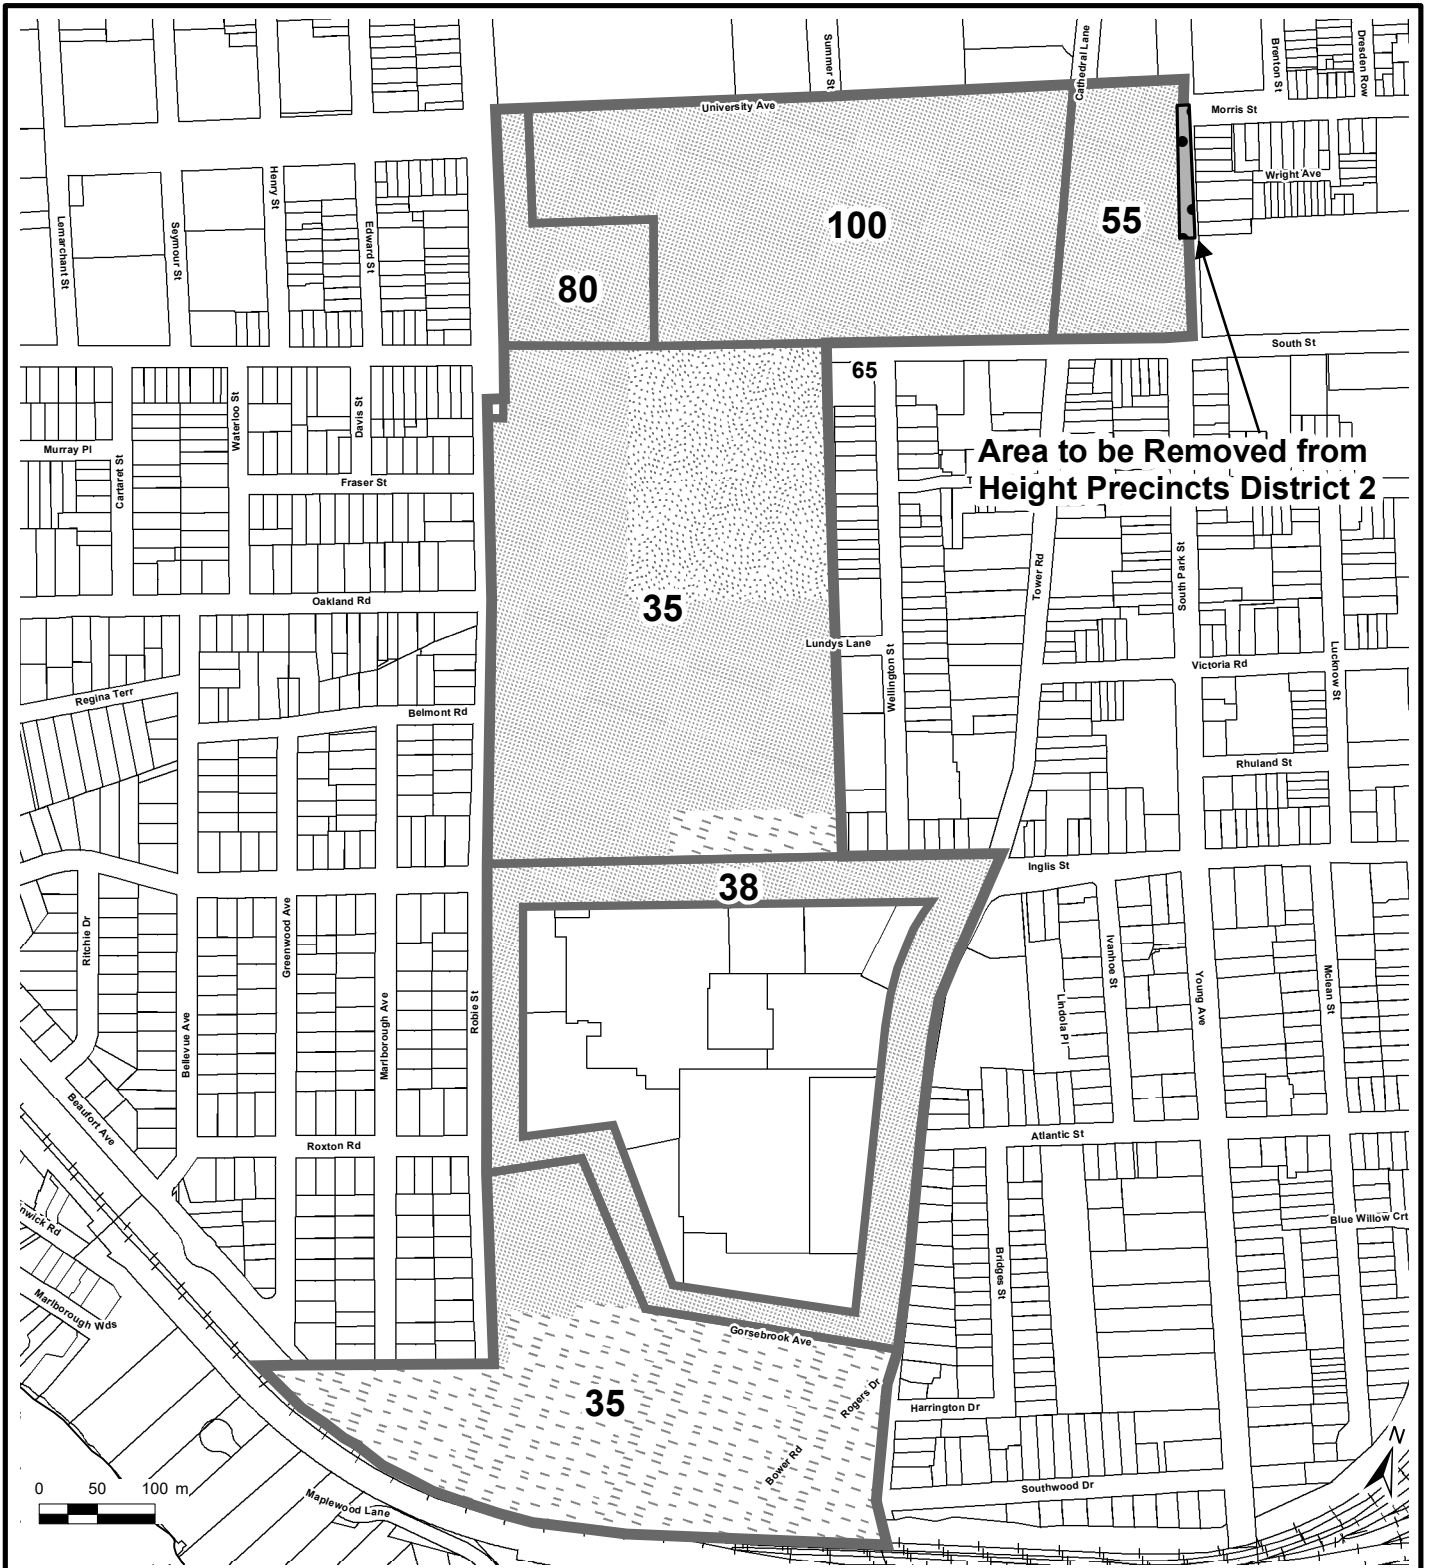 Summer St
Cathedral Lane
Brenton St
Dresden Row
University Ave
Morris St
Wright Ave
Henry St
Lemarchant St
Seymour St
Edward St
100
55
80
South St
65
Waterloo St
Davis St
Murray Pl
Cartaret St
Fraser St
Area to be Removed from
Height Precincts District 2
T
Tower Rd
South Park St
Oakland Rd
35
Lundys Lane
Wellington St
Victoria Rd
Lucknow St
Regina Terr
Belmont Rd
Rhuland St
Inglis St
38
Ritchie Dr
Greenwood Ave
Marlborough Ave
Robie St
Bellevue Ave
Ivanhoe St
Lindola Pl
Young Ave
Mclean St
Beaufort Ave
Roxton Rd
Atlantic St
nwick Rd
Blue Willow Crt
Bridges St
Marlborough Wds
Gorsebrook Ave
Rogers Dr
35
Harrington Dr
Bower Rd
Southwood Dr
Maplewood Lane
N
0 50 100 m